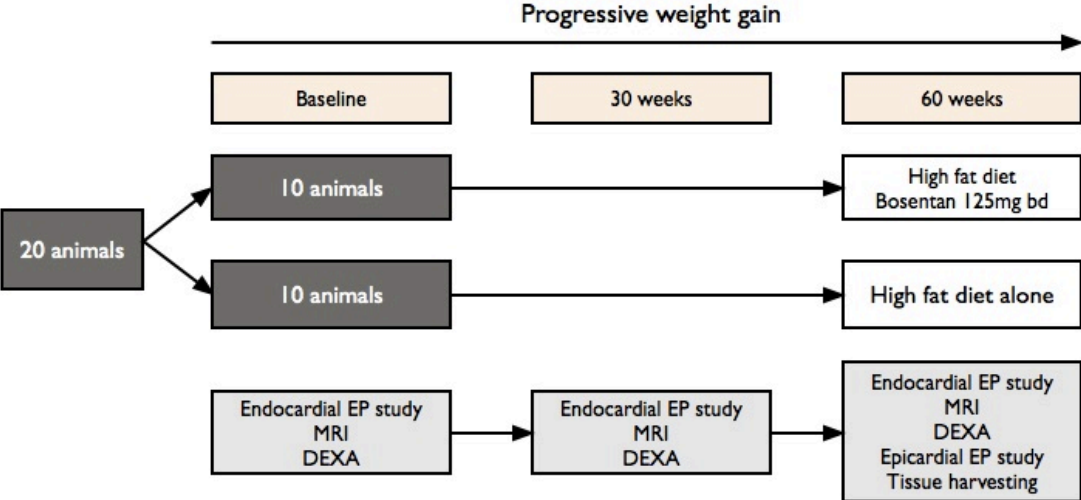 Progressive weight gain
Baseline
30 weeks
60 weeks
20 animals
10 animals
High fat diet
Bosentan 125mg bd
10 animals
High fat diet alone
Endocardial EP study
MRI
DEXA
Endocardial EP study
MRI
DEXA
Endocardial EP study
MRI
DEXA
Epicardial EP study
Tissue harvesting